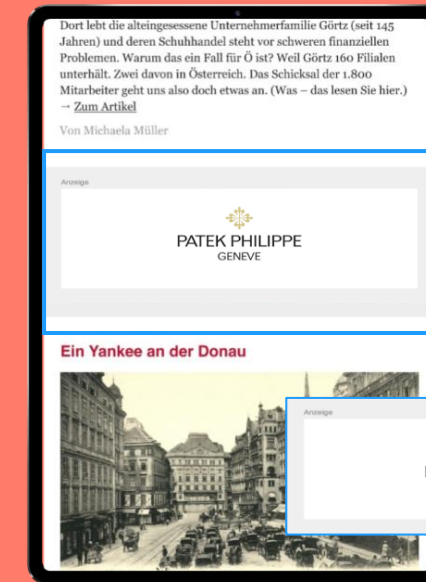 Dort lebt die alteingesessene Unternehmerfamilie Görtz (seit 145
Jahren) und deren Schuhhandel steht vor schweren finanziellen
Problemen. Warum das ein Fall für Ö ist? Weil Görtz 160 Filialen
unterhält. Zwei davon in Österreich. Das Schicksal der 1.800
Mitarbeiter geht uns also doch etwas an. (Was – das lesen Sie hier.)
→ Zum Artikel
Von Michaela Müller
Anzeige
PATEK PHILIPPE
GENEVE
Ein Yankee an der Donau
Anzeige